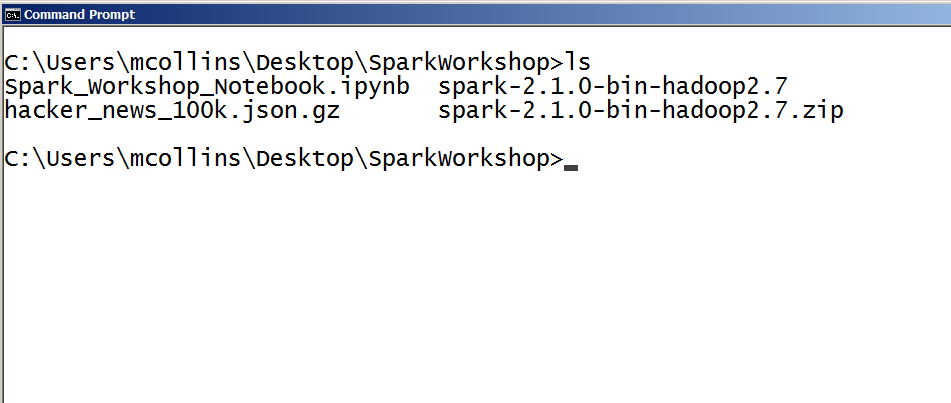 Command Prompt
C:\Users\mcollins\Desktop\SparkWorkshop>ls
Spark_Workshop_Notebook.ipynb  spark-2.1.0-bin-hadoop2.7
hacker_news_100k.json.gz       spark-2.1.0-bin-hadoop2.7.zip
C:\Users\mcollins\Desktop\SparkWorkshop>